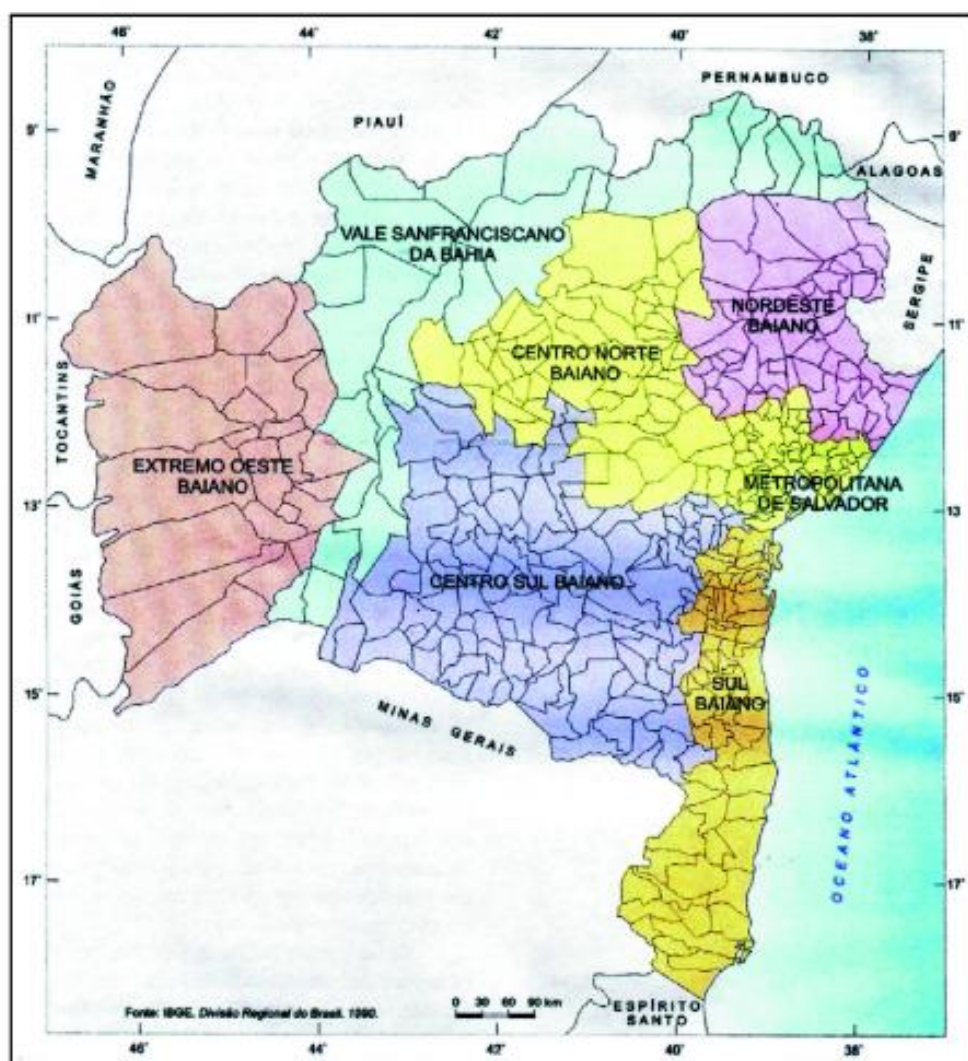 46°
44°
42°
40°
38°
PERNAMBUCO
MARANHÃO
PIAUÍ
9°
9°
ALAGOAS
VALE SANFRANCISCANO
DA BAHIA
SERGIPE
NORDESTE
BAIANO
11°
11°
CENTRO NORTE
BAIANO
TOCANTINS
EXTREMO OESTE
BAIANO
METROPOLITANA
DE SALVADOR
13°
13
CENTRO SUL BAIANO
GOIÁS
SUL
BAIANO
15°
15°
MINAS GERAIS
OCEANO ATLÂNTICO
17°
17°
Fonte: IBGE, Divisão Regional do Brasil. 1990.
0 30 60 90 km
ESPÍRITO
SANTO
46°
44°
42°
40°
38°